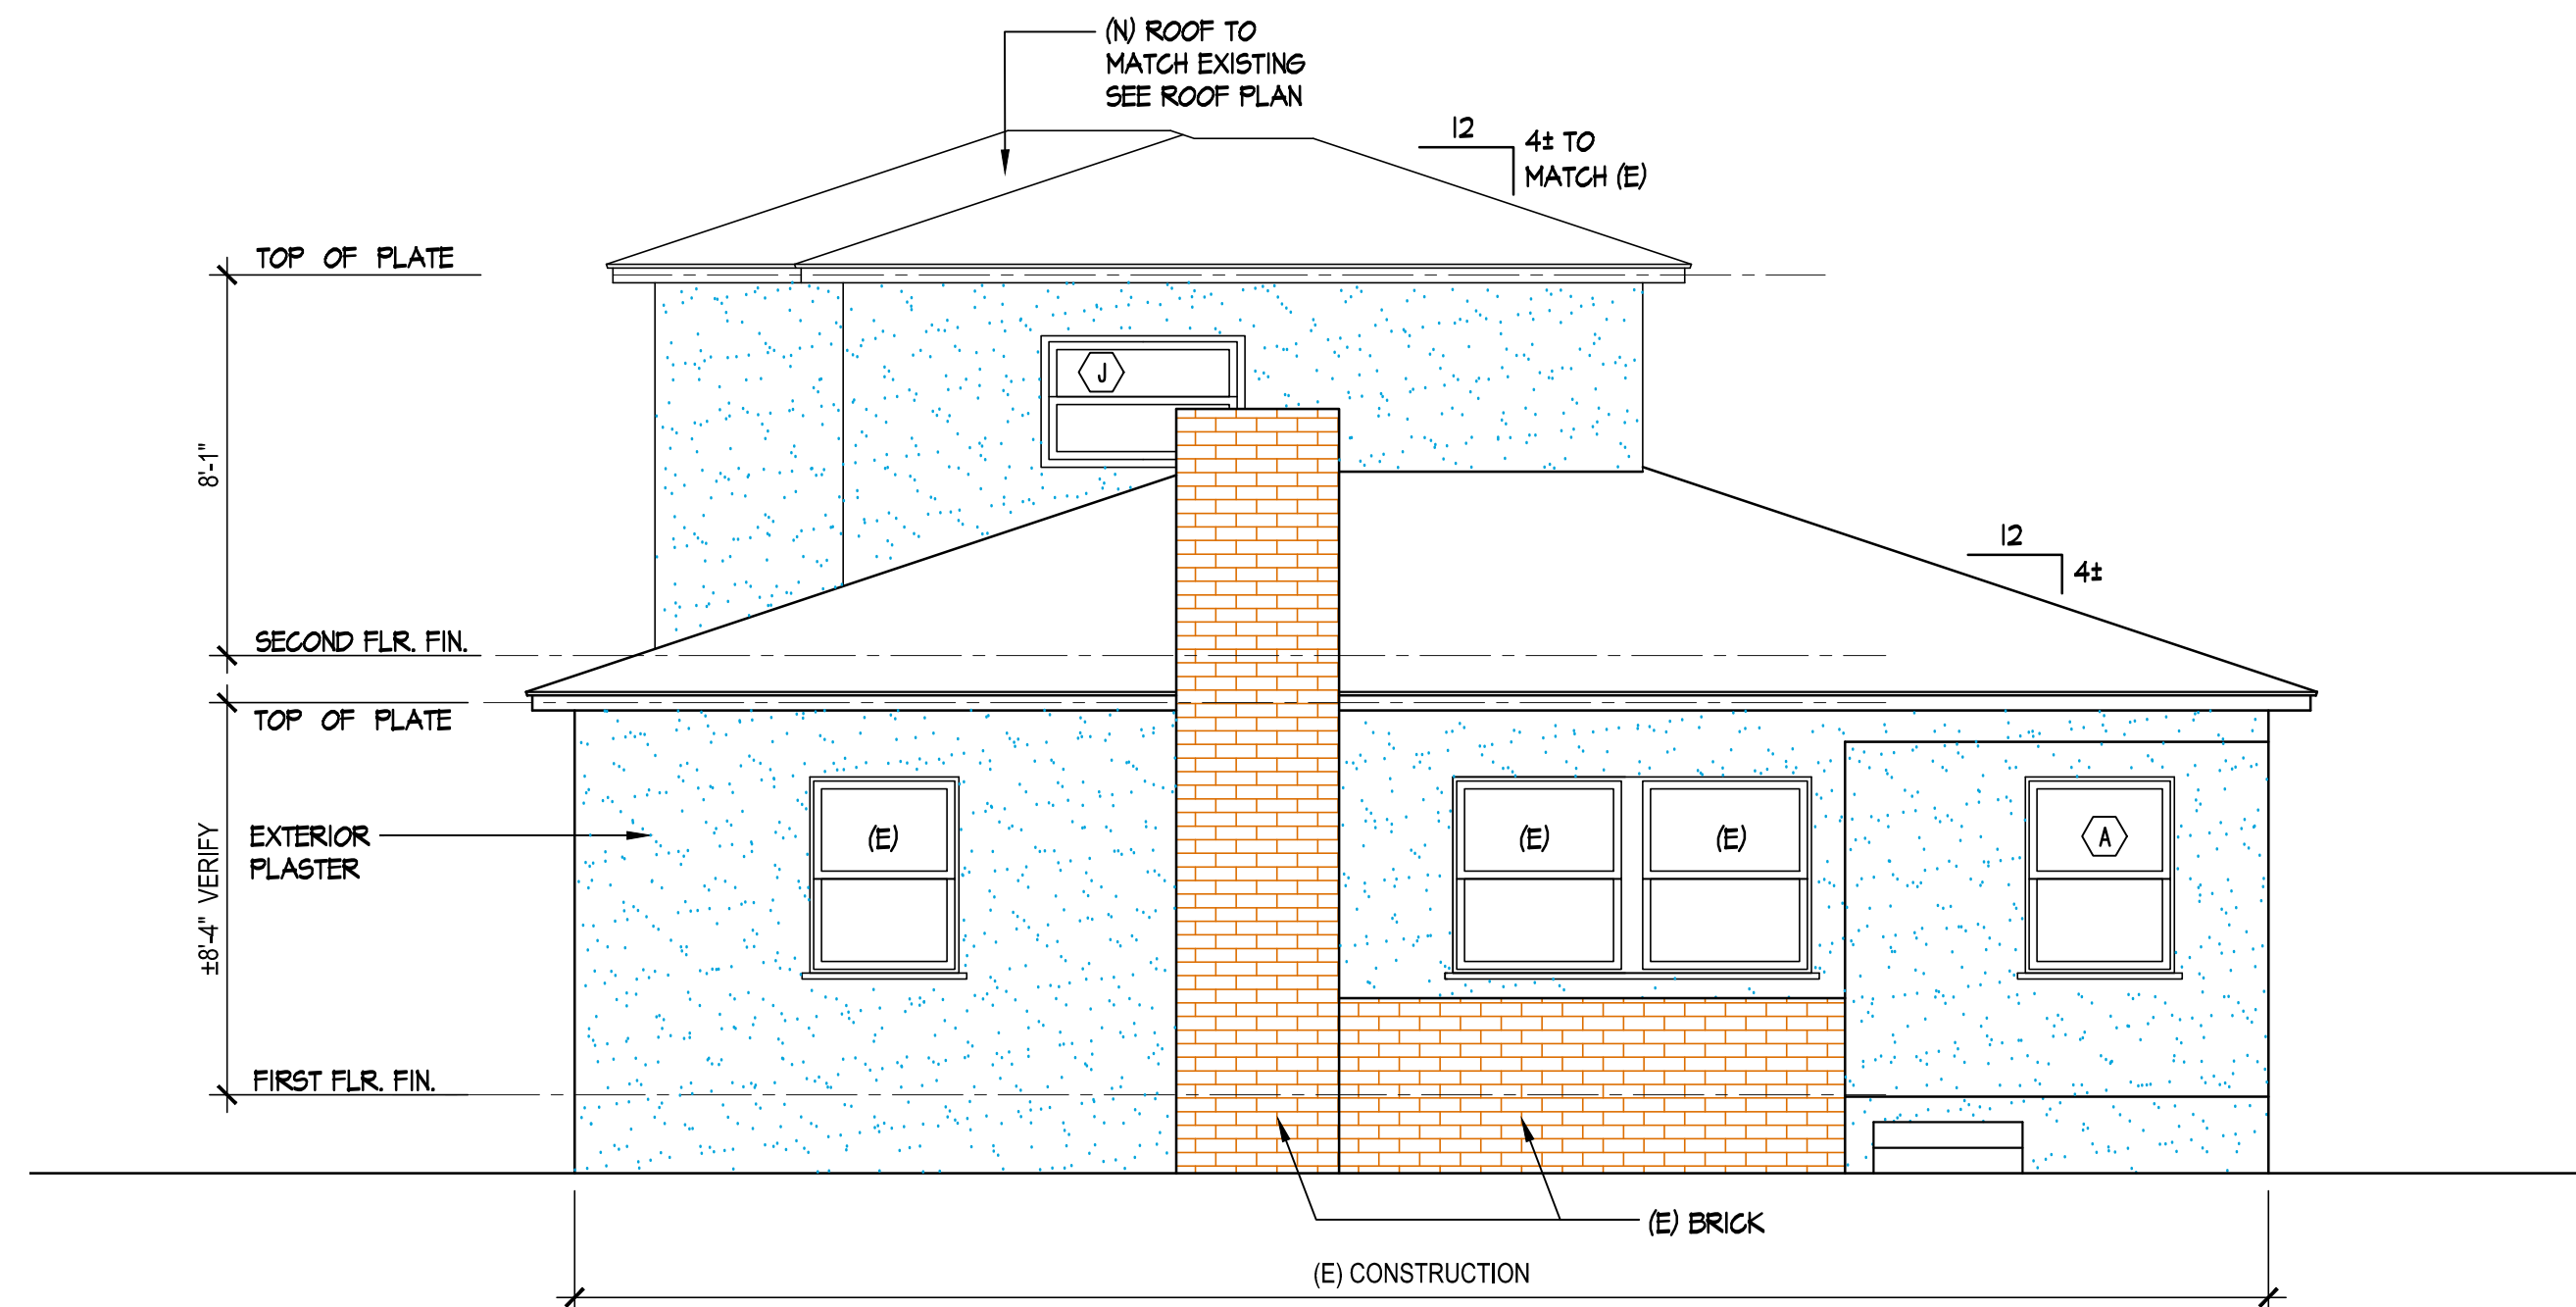 (N) ROOF TO
MATCH EXISTING
SEE ROOF PLAN
12
4± TO
MATCH (E)
TOP OF PLATE
J
8'-1"
12
4±
SECOND FLR. FIN.
TOP OF PLATE
EXTERIOR
PLASTER
(E)
(E)
(E)
A
±8'-4" VERIFY
FIRST FLR. FIN.
(E) BRICK
(E) CONSTRUCTION